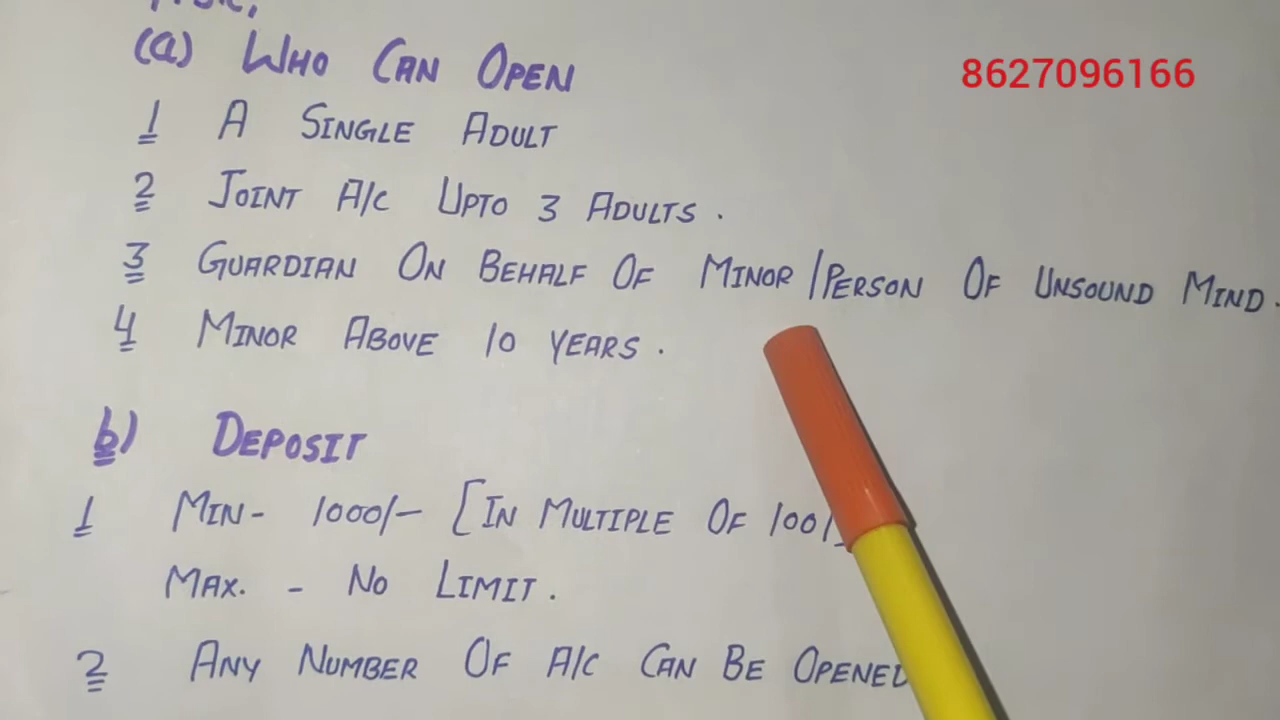 (a) WHO CAN OPEN
8627096166
1 A SINGLE ADULT
2 JOINT A/C UPTO 3 ADULTS.
3 GUARDIAN ON BEHALF OF MINOR/PERSON OF UNSOUND MIND.
4 MINOR ABOVE 10 YEARS.
b) DEPOSIT
1 MIN- 1000/- [IN MULTIPLE OF 100/
MAX. - NO LIMIT.
2 ANY NUMBER OF A/C CAN BE OPENED